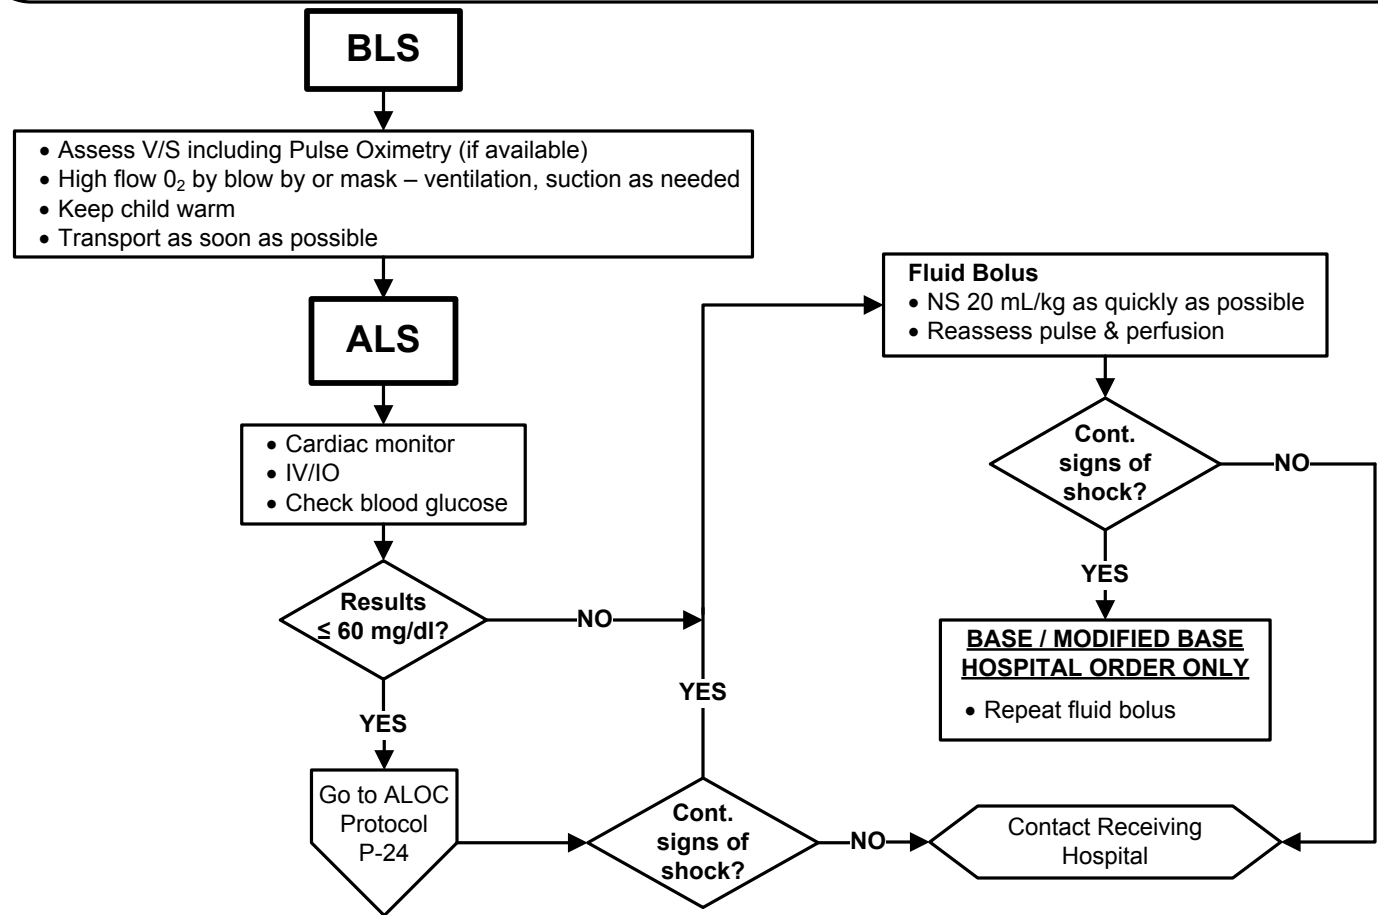 BLS
• Assess V/S including Pulse Oximetry (if available)
• High flow 0₂ by blow by or mask – ventilation, suction as needed
• Keep child warm
• Transport as soon as possible
ALS
• Cardiac monitor
• IV/IO
• Check blood glucose
Results
≤ 60 mg/dl?
NO
YES
Go to ALOC
Protocol
P-24
Cont.
signs of
shock?
YES
NO
Fluid Bolus
• NS 20 mL/kg as quickly as possible
• Reassess pulse & perfusion
Cont.
signs of
shock?
NO
YES
BASE / MODIFIED BASE
HOSPITAL ORDER ONLY
• Repeat fluid bolus
Contact Receiving
Hospital